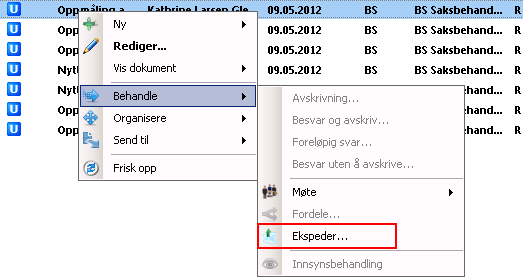 U Oppmåling a... Kathrine Larsen Gle... 09.05.2012 BS BS Saksbehand... R
U Opp 09.05.2012 BS BS Saksbehand... R
U Opp 09.05.2012 BS BS Saksbehand... R
U Nytt 09.05.2012 BS BS Saksbehand... R
U Nytt R
U Opp R
U Opp R
Ny
Rediger...
Vis dokument
Behandle
Organisere
Send til
Frisk opp
Avskrivning...
Besvar og avskriv...
Foreløpig svar...
Besvar uten å avskrive...
Møte
Fordele...
Ekspeder...
Innsynsbehandling